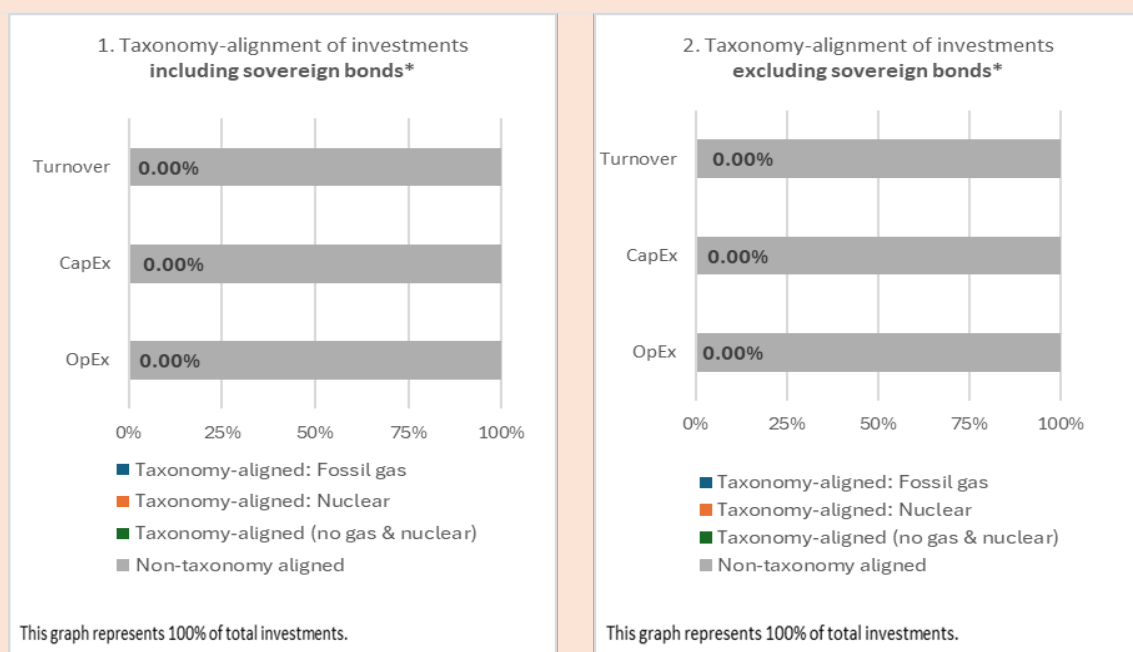 1. Taxonomy-alignment of investments
including sovereign bonds*
Turnover
0.00%
CapEx
0.00%
OpEx
0.00%
0%
25%
50%
75%
100%
Taxonomy-aligned: Fossil gas
Taxonomy-aligned: Nuclear
Taxonomy-aligned (no gas & nuclear)
Non-taxonomy aligned
This graph represents 100% of total investments.
2. Taxonomy-alignment of investments
excluding sovereign bonds*
Turnover
0.00%
CapEx
0.00%
OpEx
0.00%
0%
25%
50%
75%
100%
Taxonomy-aligned: Fossil gas
Taxonomy-aligned: Nuclear
Taxonomy-aligned (no gas & nuclear)
Non-taxonomy aligned
This graph represents 100% of total investments.